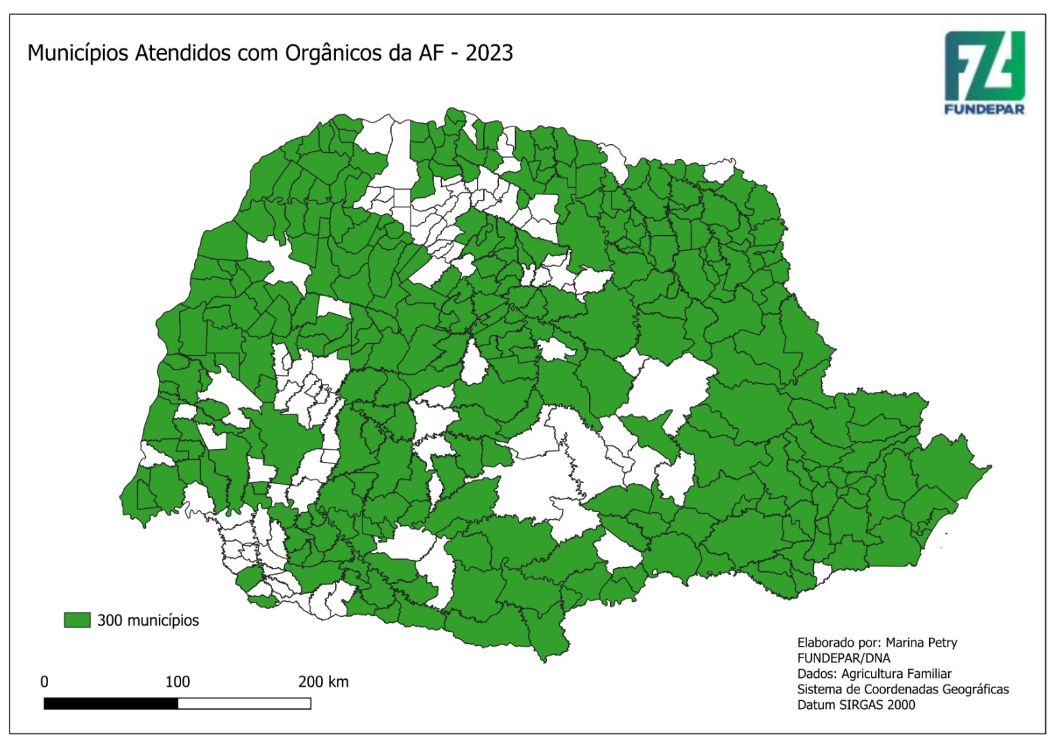 Municípios Atendidos com Orgânicos da AF - 2023
FUNDEPAR
300 municípios
0 100 200 km
Elaborado por: Marina Petry
FUNDEPAR/DNA
Dados: Agricultura Familiar
Sistema de Coordenadas Geográficas
Datum SIRGAS 2000